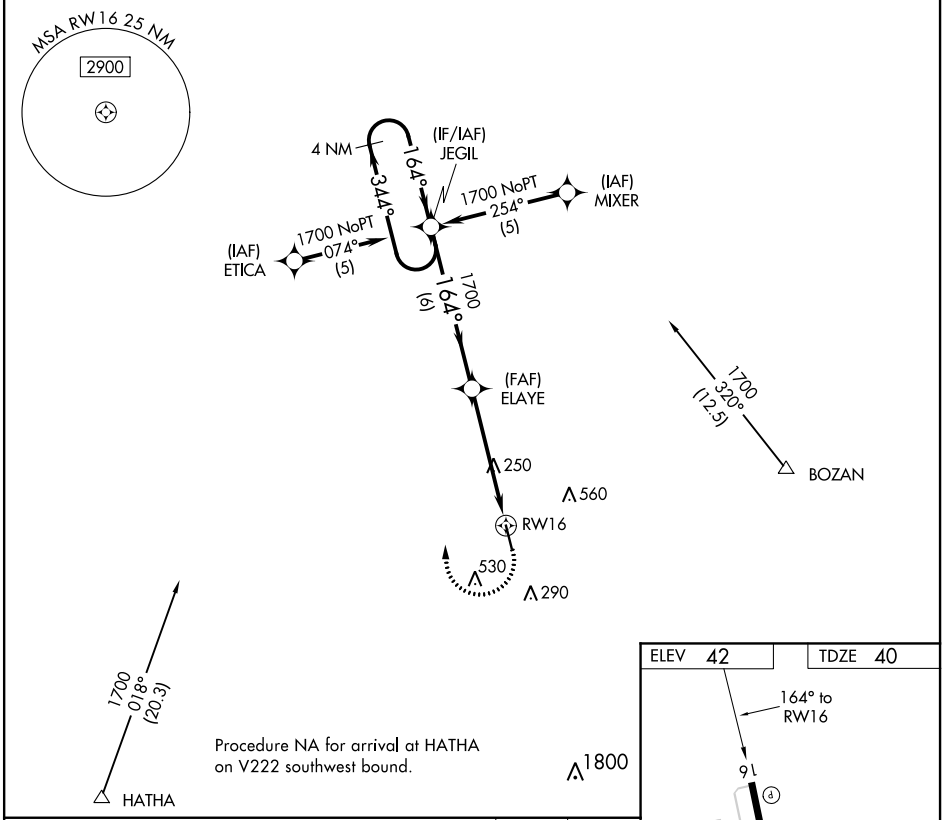 MSA RW16 25 NM
2900
4 NM
(IF/IAF)
JEGIL
164°
344°
1700 NoPT
254°
(5)
(IAF)
MIXER
(IAF)
ETICA
1700 NoPT
074°
(5)
1700
164°
(6)
(FAF)
ELAYE
1700
320°
(12.5)
BOZAN
250
560
RW16
530
290
1700
018°
(20.3)
HATHA
Procedure NA for arrival at HATHA
on V222 southwest bound.
1800
ELEV 42
TDZE 40
164° to
RW16
16
P